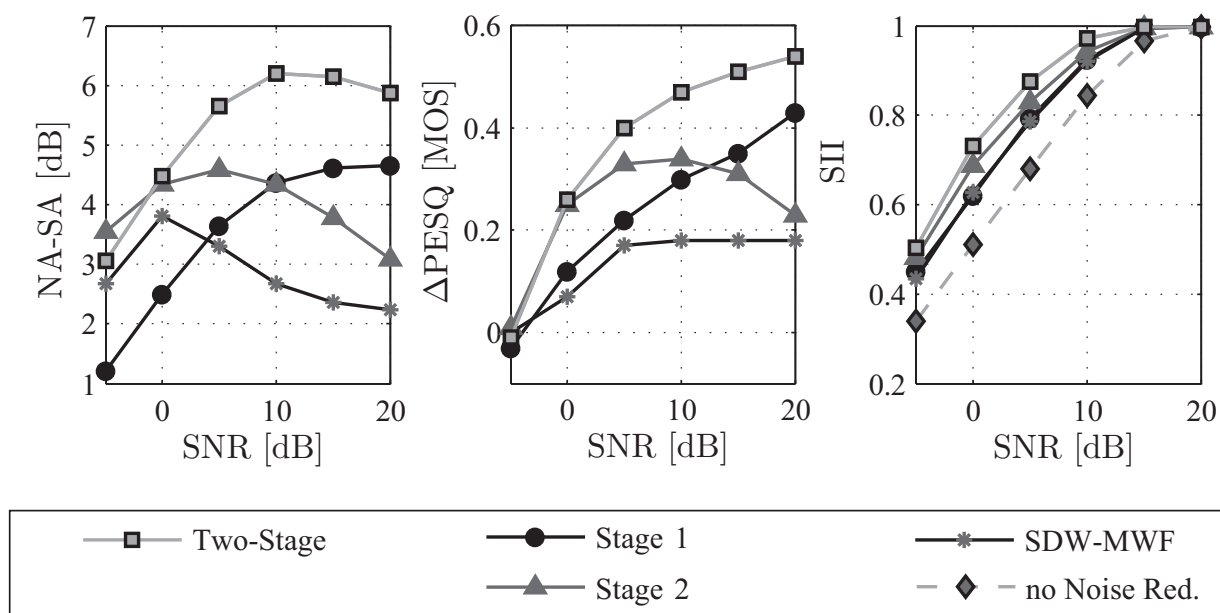 7
6
5
4
3
2
1
NA-SA [dB]
0 10 20
SNR [dB]
0.6
0.4
0.2
0
ΔPESQ [MOS]
0 10 20
SNR [dB]
1
0.8
0.6
0.4
0.2
SII
0 10 20
SNR [dB]
Two-Stage
Stage 1
SDW-MWF
Stage 2
no Noise Red.